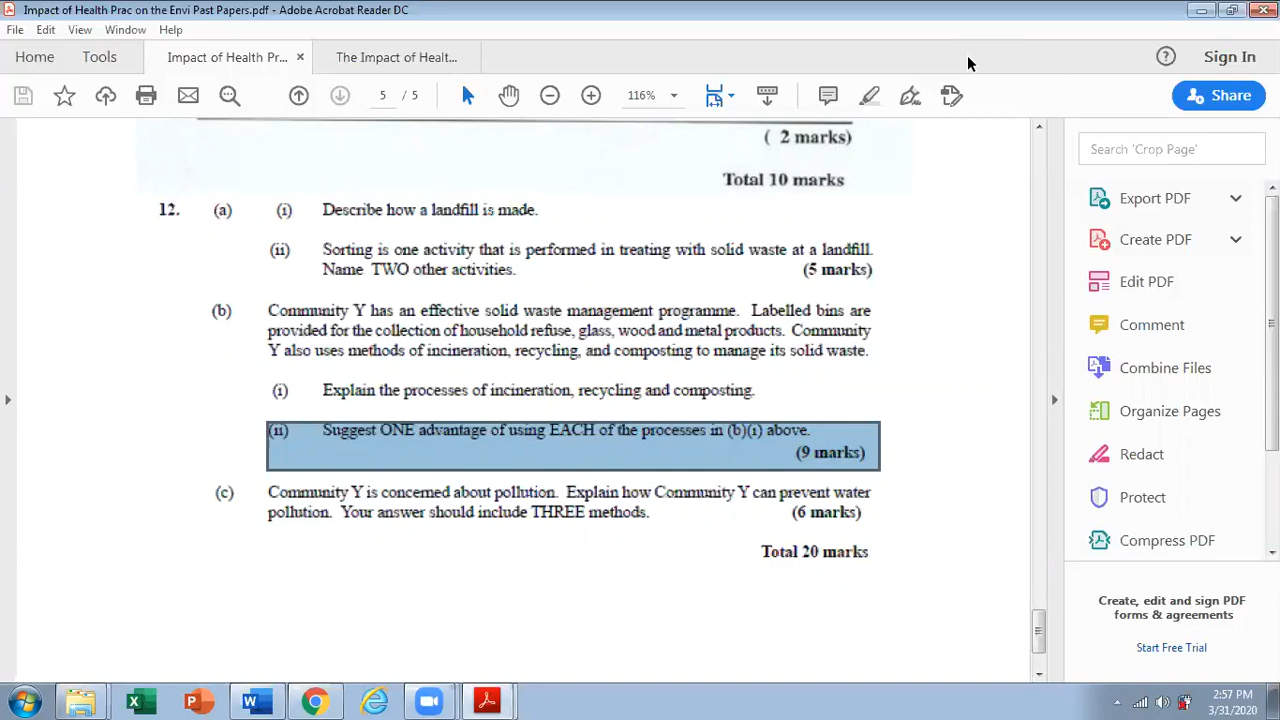 Impact of Health Prac on the Envi Past Papers.pdf - Adobe Acrobat Reader DC
File Edit View Window Help
Home Tools Impact of Health Pr... × The Impact of Healt... ? Sign In
5 / 5 116% Share
( 2 marks)
Total 10 marks
12. (a) (i) Describe how a landfill is made.
(ii) Sorting is one activity that is performed in treating with solid waste at a landfill.
Name TWO other activities. (5 marks)
(b) Community Y has an effective solid waste management programme. Labelled bins are
provided for the collection of household refuse, glass, wood and metal products. Community
Y also uses methods of incineration, recycling, and composting to manage its solid waste.
(i) Explain the processes of incineration, recycling and composting.
(ii) Suggest ONE advantage of using EACH of the processes in (b)(i) above.
(9 marks)
(c) Community Y is concerned about pollution. Explain how Community Y can prevent water
pollution. Your answer should include THREE methods. (6 marks)
Total 20 marks
Search 'Crop Page'
Export PDF
Create PDF
Edit PDF
Comment
Combine Files
Organize Pages
Redact
Protect
Compress PDF
Create, edit and sign PDF
forms & agreements
Start Free Trial
2:57 PM
3/31/2020